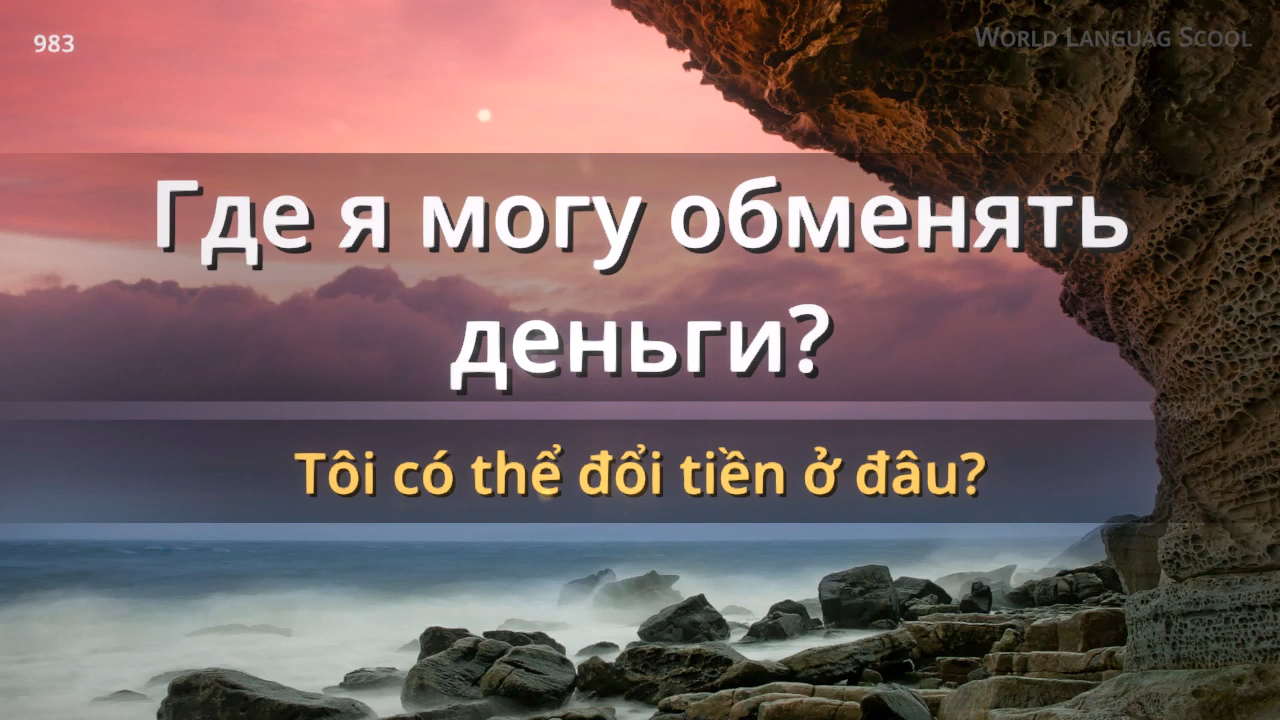 983
World Languag Scool
Где я могу обменять
деньги?
Tôi có thể đổi tiền ở đâu?